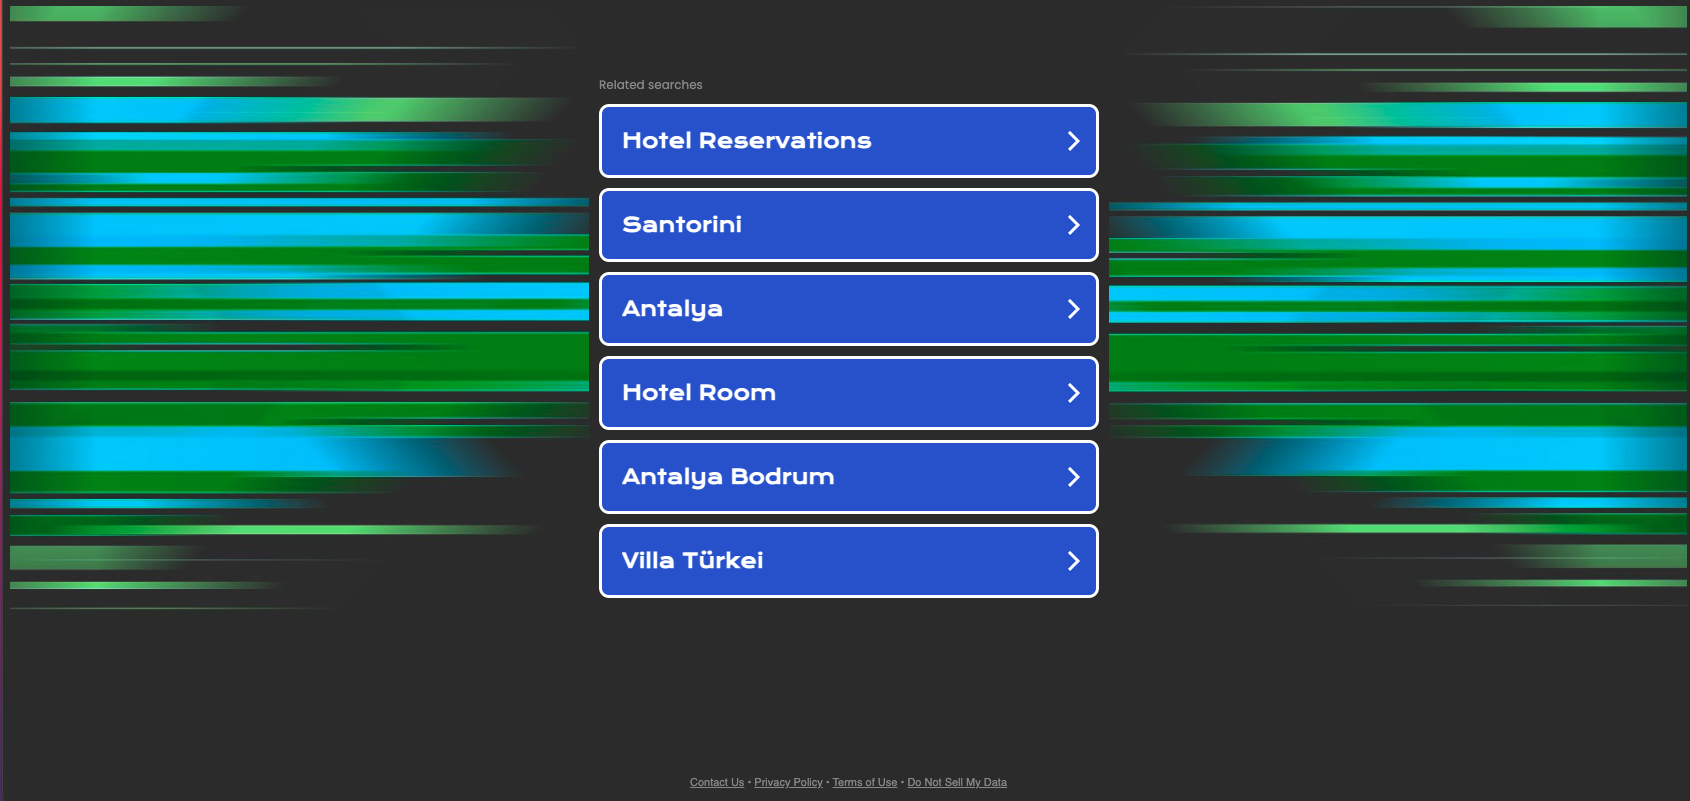 Related searches
Hotel Reservations
Santorini
Antalya
Hotel Room
Antalya Bodrum
Villa Türkei
Contact Us • Privacy Policy • Terms of Use • Do Not Sell My Data